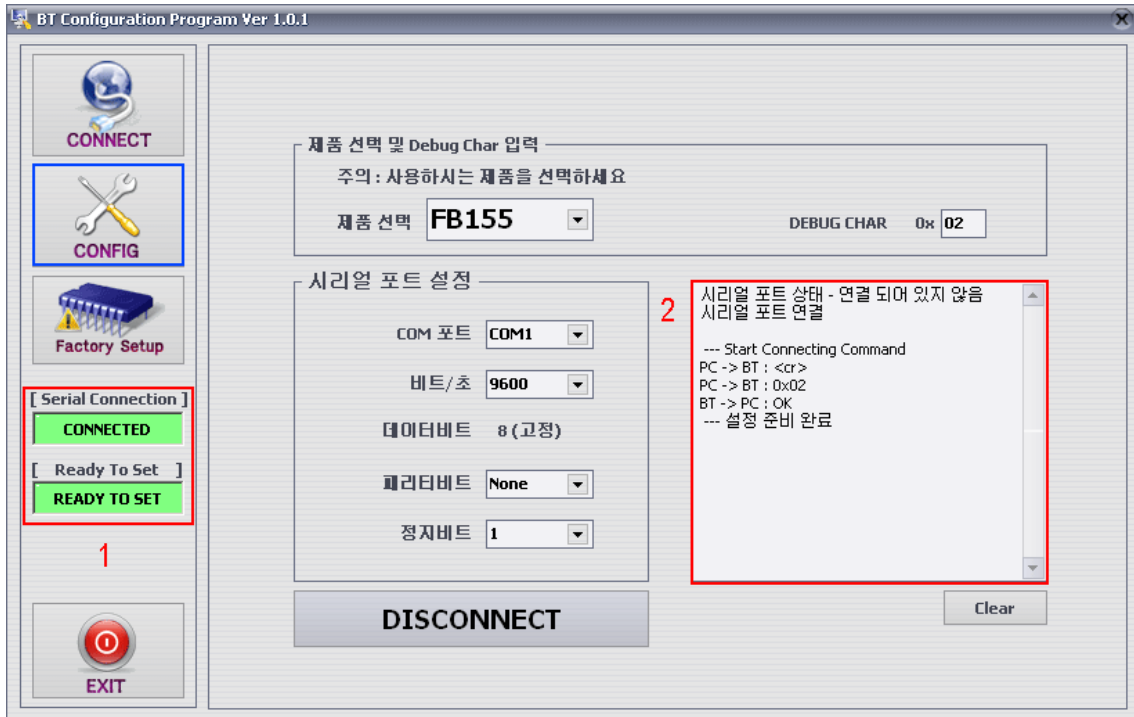 BT Configuration Program Ver 1.0.1
CONNECT
CONFIG
Factory Setup
[ Serial Connection ]
CONNECTED
[ Ready To Set ]
READY TO SET
1
EXIT
제품 선택 및 Debug Char 입력
주의 : 사용하시는 제품을 선택하세요
제품 선택 FB155
DEBUG CHAR 0x 02
시리얼 포트 설정
COM 포트 COM1
비트/초 9600
데이터비트 8 (고정)
패리티비트 None
정지비트 1
DISCONNECT
2
시리얼 포트 상태 - 연결 되어 있지 않음
시리얼 포트 연결
--- Start Connecting Command
PC -> BT : <cr>
PC -> BT : 0x02
BT -> PC : OK
--- 설정 준비 완료
Clear